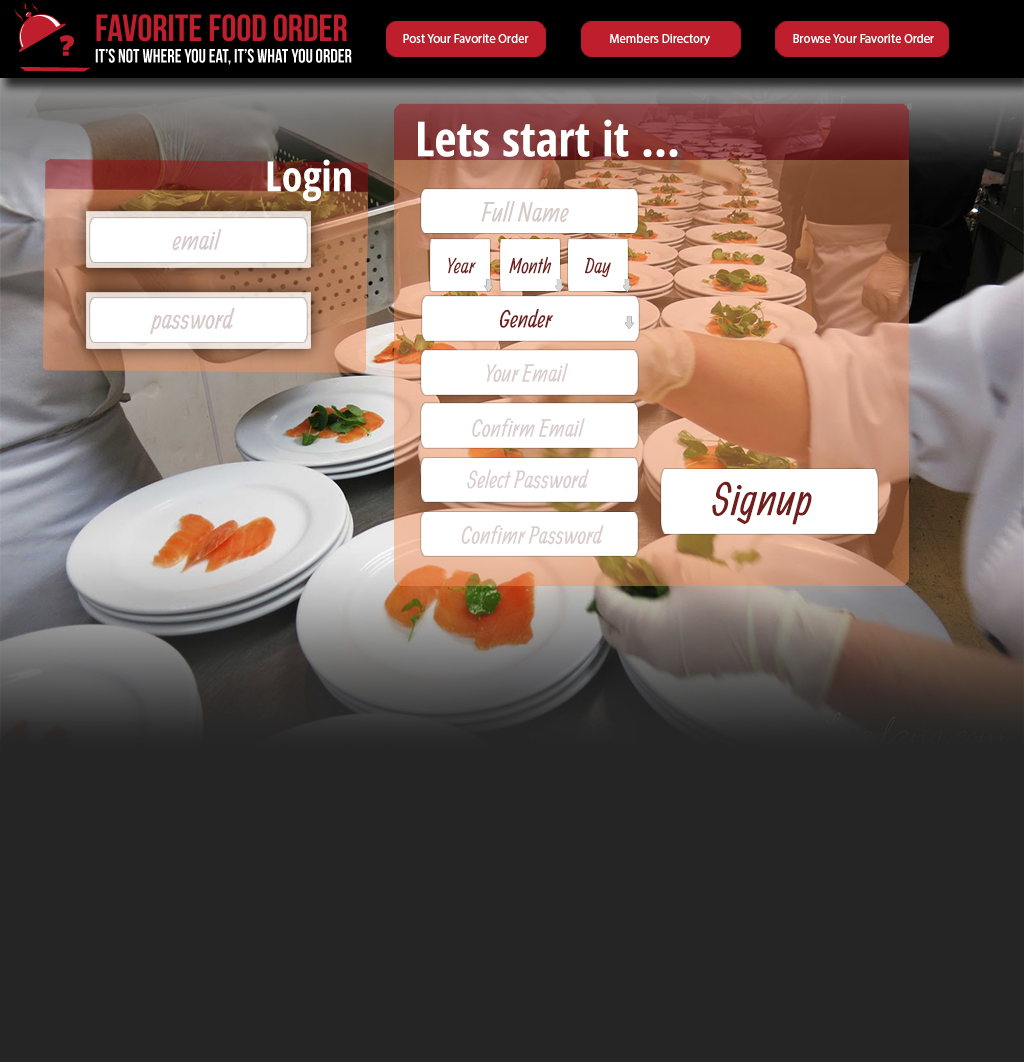 FAVORITE FOOD ORDER
IT'S NOT WHERE YOU EAT, IT'S WHAT YOU ORDER
?
Post Your Favorite Order
Members Directory
Browse Your Favorite Order
Login
email
password
Lets start it ...
Full Name
Year Month Day
Gender
Your Email
Confirm Email
Select Password
Confimr Password
Signup